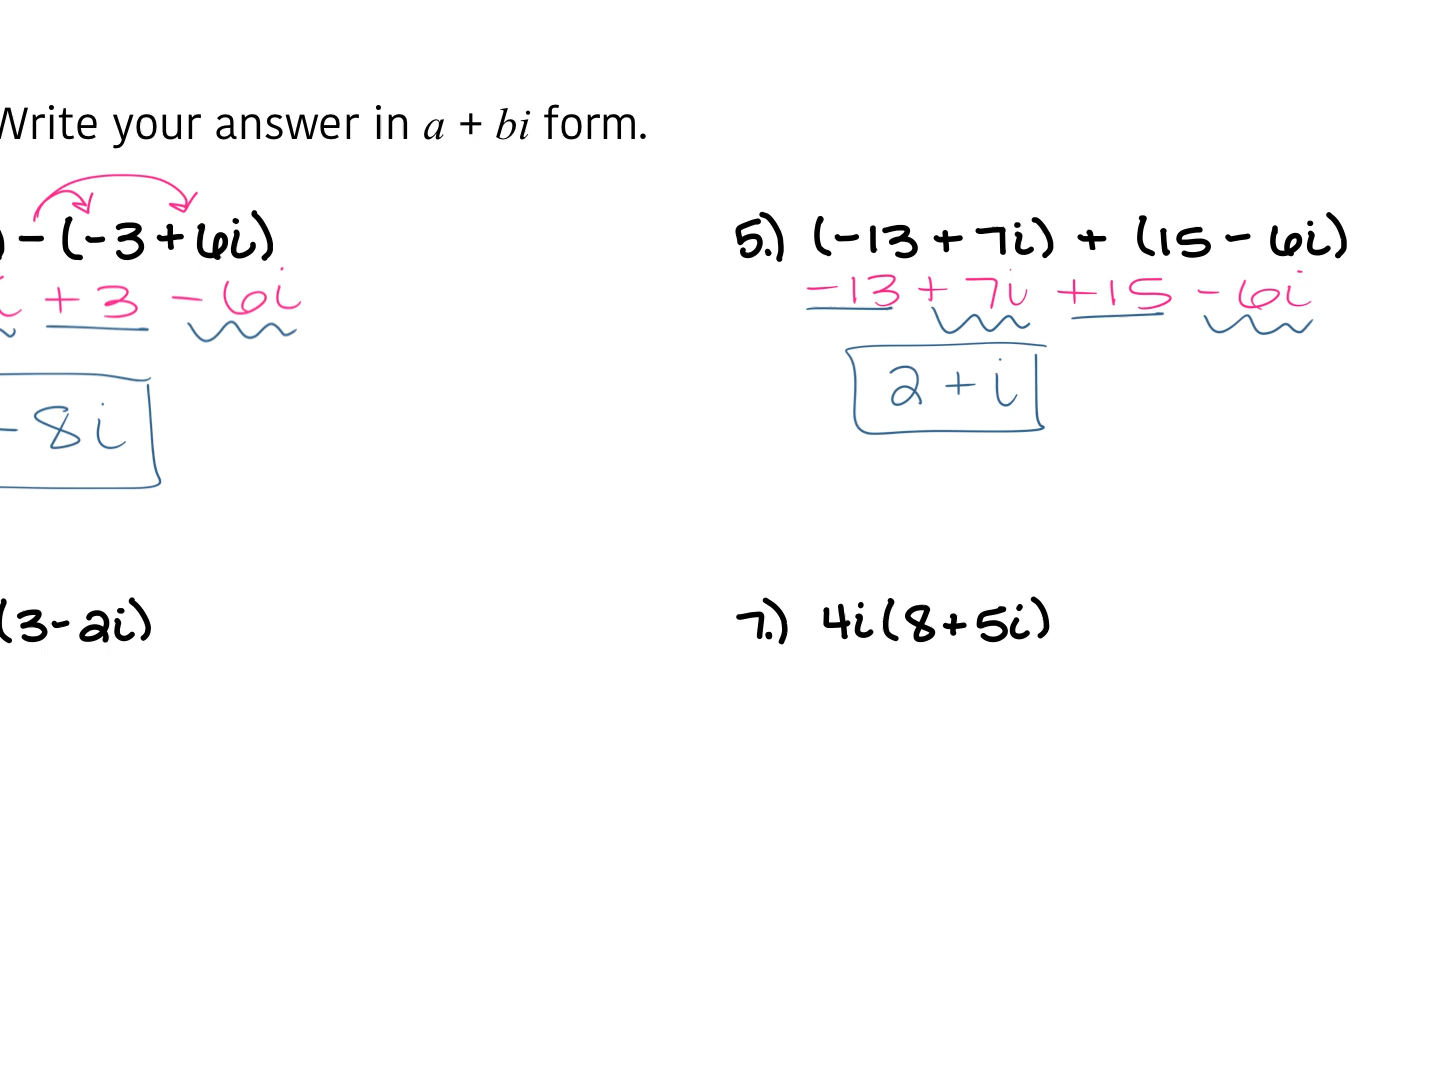 Write your answer in a + bi form.
) - (-3 + 6i)
i + 3 - 6i
- 8i
5.) (-13 + 7i) + (15 - 6i)
-13 + 7i + 15 - 6i
2 + i
(3 - 2i)
7.) 4i(8 + 5i)